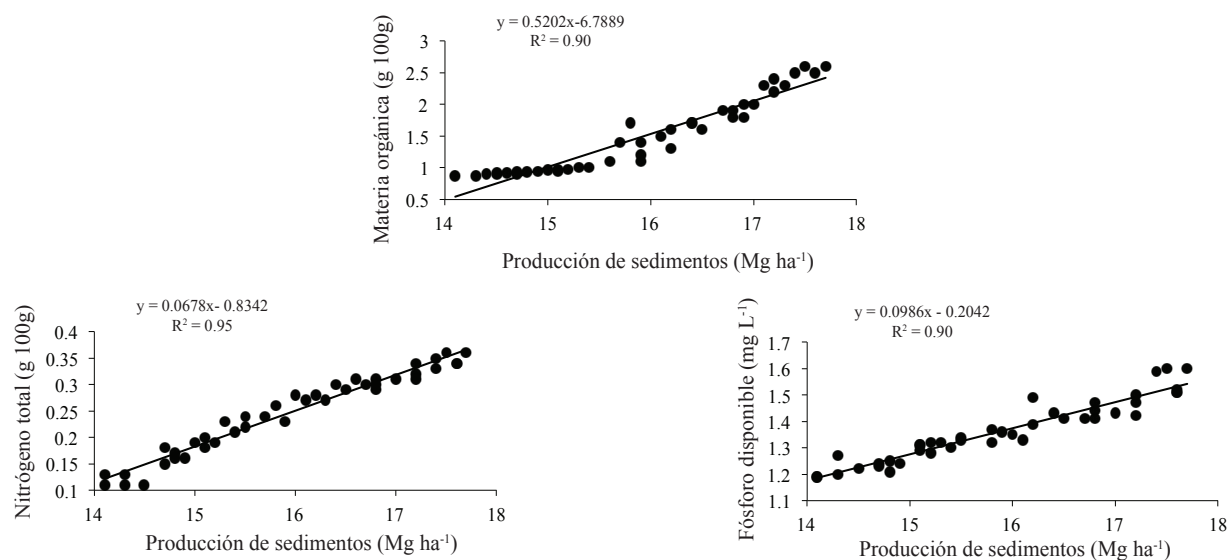 y = 0.5202x-6.7889
R² = 0.90
Materia orgánica (g 100g)
3
2.5
2
1.5
1
0.5
14 15 16 17 18
Producción de sedimentos (Mg ha⁻¹)
y = 0.0678x- 0.8342
R² = 0.95
Nitrógeno total (g 100g)
0.4
0.35
0.3
0.25
0.2
0.15
0.1
14 15 16 17 18
Producción de sedimentos (Mg ha⁻¹)
y = 0.0986x - 0.2042
R² = 0.90
Fósforo disponible (mg L⁻¹)
1.7
1.6
1.5
1.4
1.3
1.2
1.1
14 15 16 17 18
Producción de sedimentos (Mg ha⁻¹)